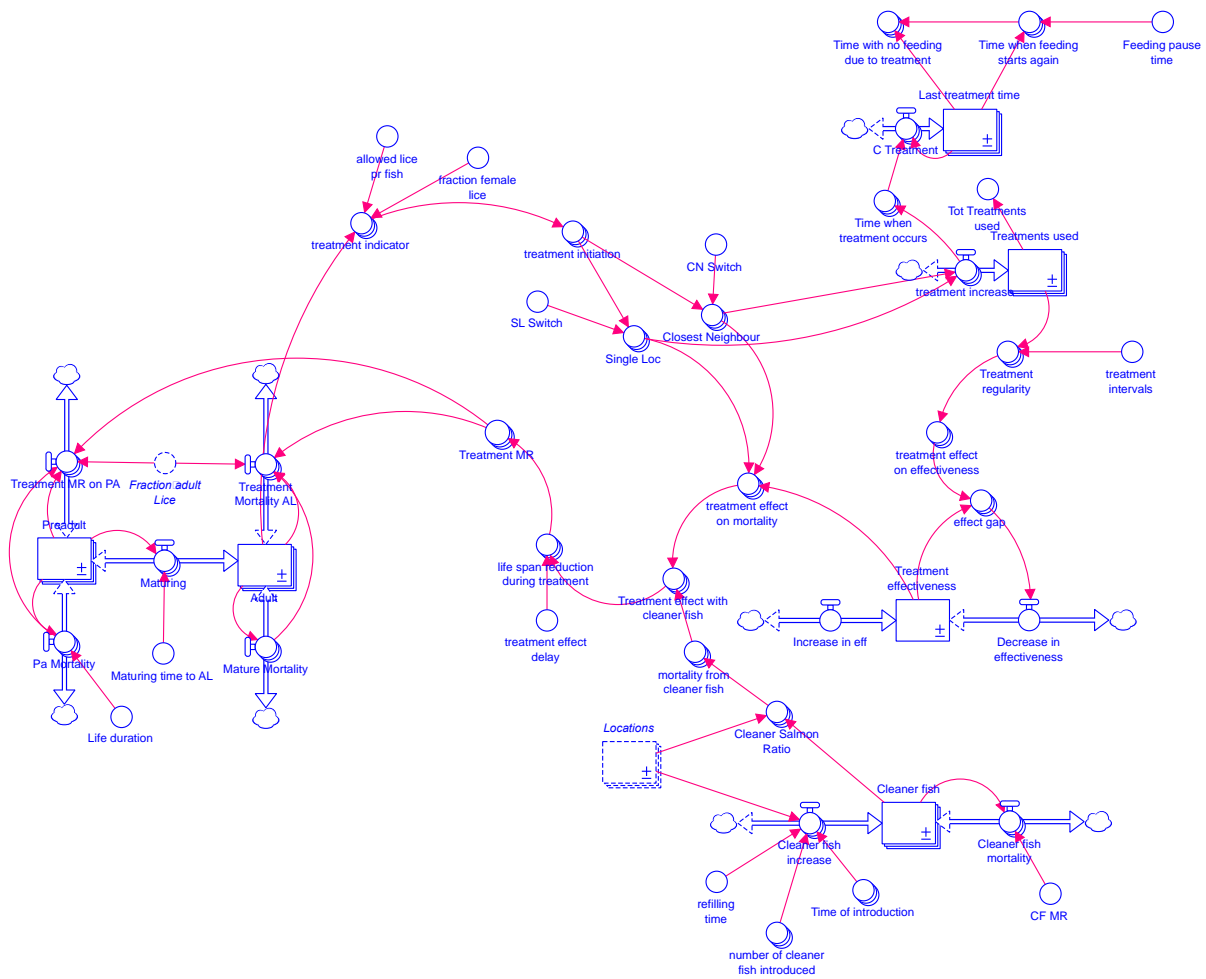 Time with no feeding
due to treatment
Time when feeding
starts again
Feeding pause
time
Last treatment time
C Treatment
allowed lice
pr fish
fraction female
lice
treatment indicator
treatment initiation
Time when
treatment occurs
Tot Treatments
used
Treatments used
treatment increase
CN Switch
SL Switch
Closest Neighbour
Single Loc
Treatment
regularity
treatment
intervals
Treatment MR on PA
Fraction adult
Lice
Treatment
Mortality AL
Treatment MR
treatment effect
on effectiveness
treatment effect
on mortality
effect gap
Preadult
Maturing
Adult
life span reduction
during treatment
Treatment effect with
cleaner fish
Treatment
effectiveness
Increase in eff
Decrease in
effectiveness
Pa Mortality
Maturing time to AL
Mature Mortality
treatment effect
delay
mortality from
cleaner fish
Life duration
Locations
Cleaner Salmon
Ratio
Cleaner fish
Cleaner fish
increase
Cleaner fish
mortality
refilling
time
Time of introduction
CF MR
number of cleaner
fish introduced